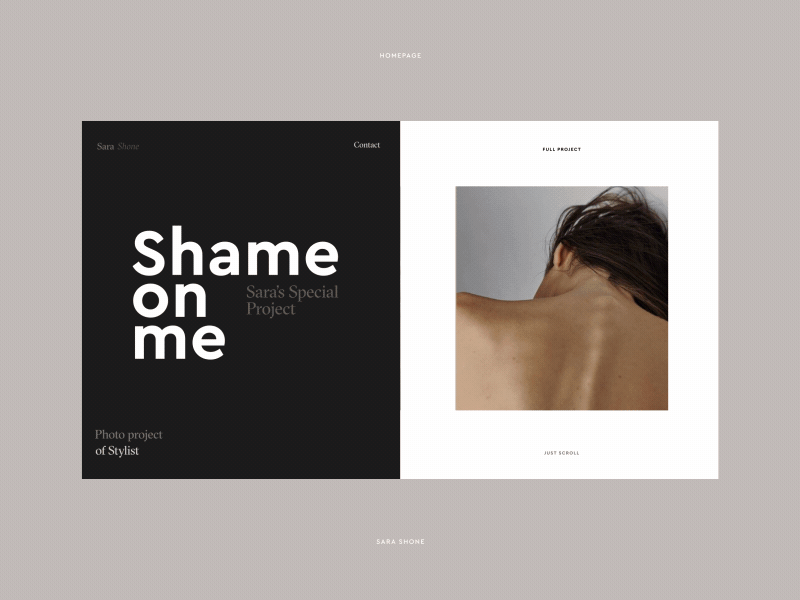 HOMEPAGE
Sara Shone
Contact
Shame
on
me
Sara's Special
Project
Photo project
of Stylist
FULL PROJECT
JUST SCROLL
SARA SHONE